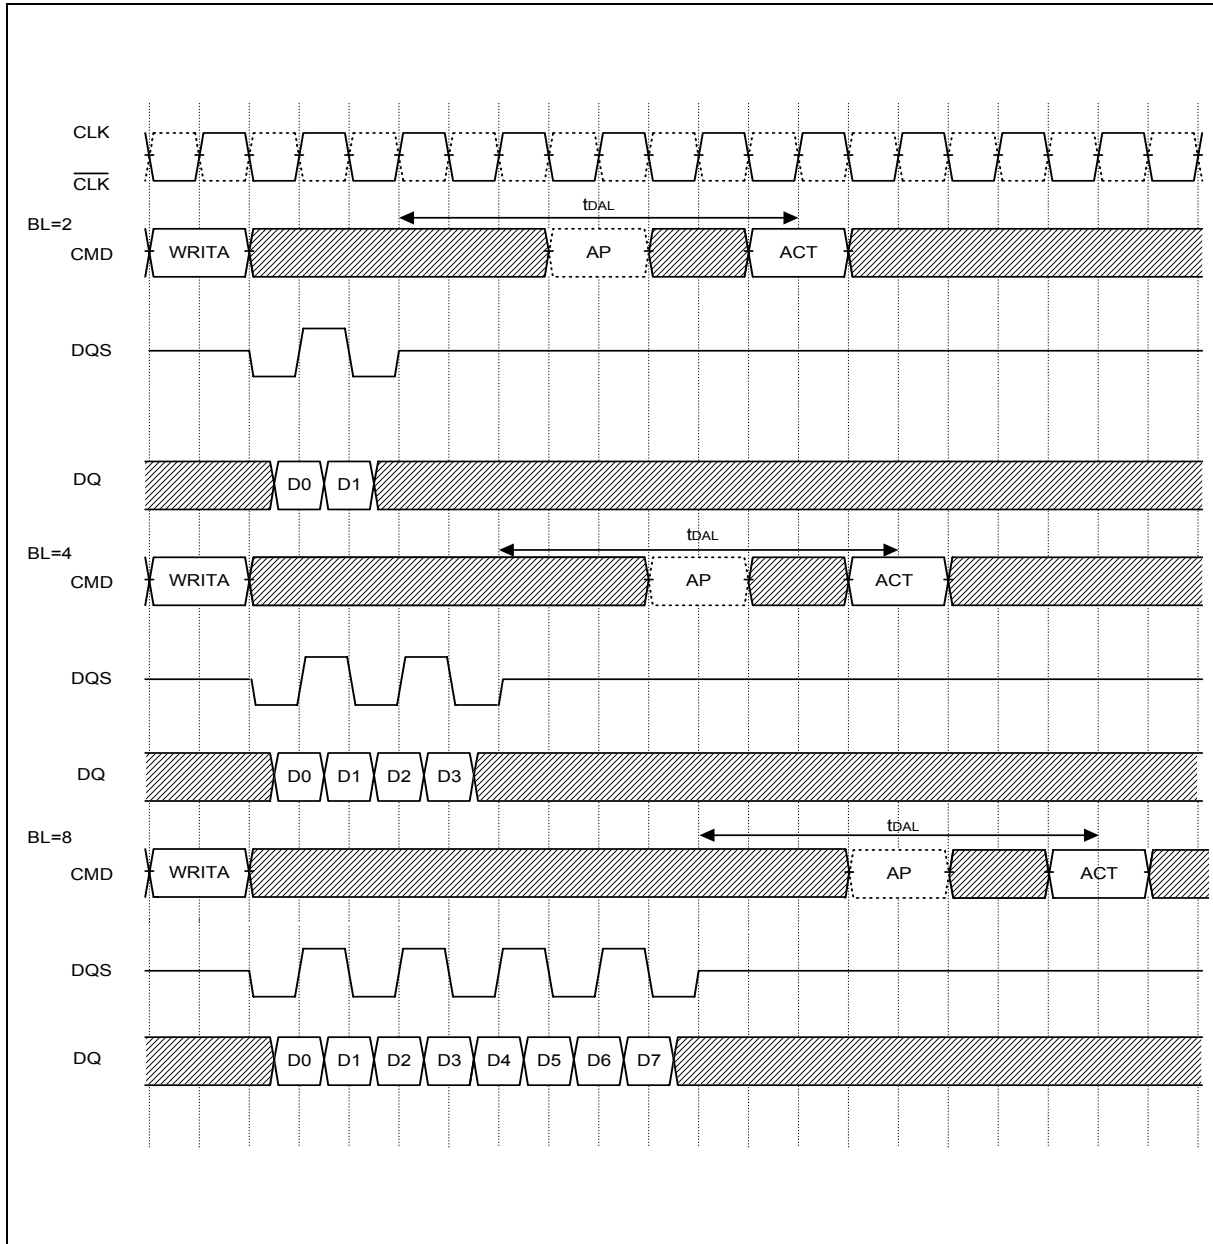 CLK
CLK
tDAL
BL=2
CMD WRITA AP ACT
DQS
DQ D0 D1
tDAL
BL=4
CMD WRITA AP ACT
DQS
DQ D0 D1 D2 D3
tDAL
BL=8
CMD WRITA AP ACT
DQS
DQ D0 D1 D2 D3 D4 D5 D6 D7